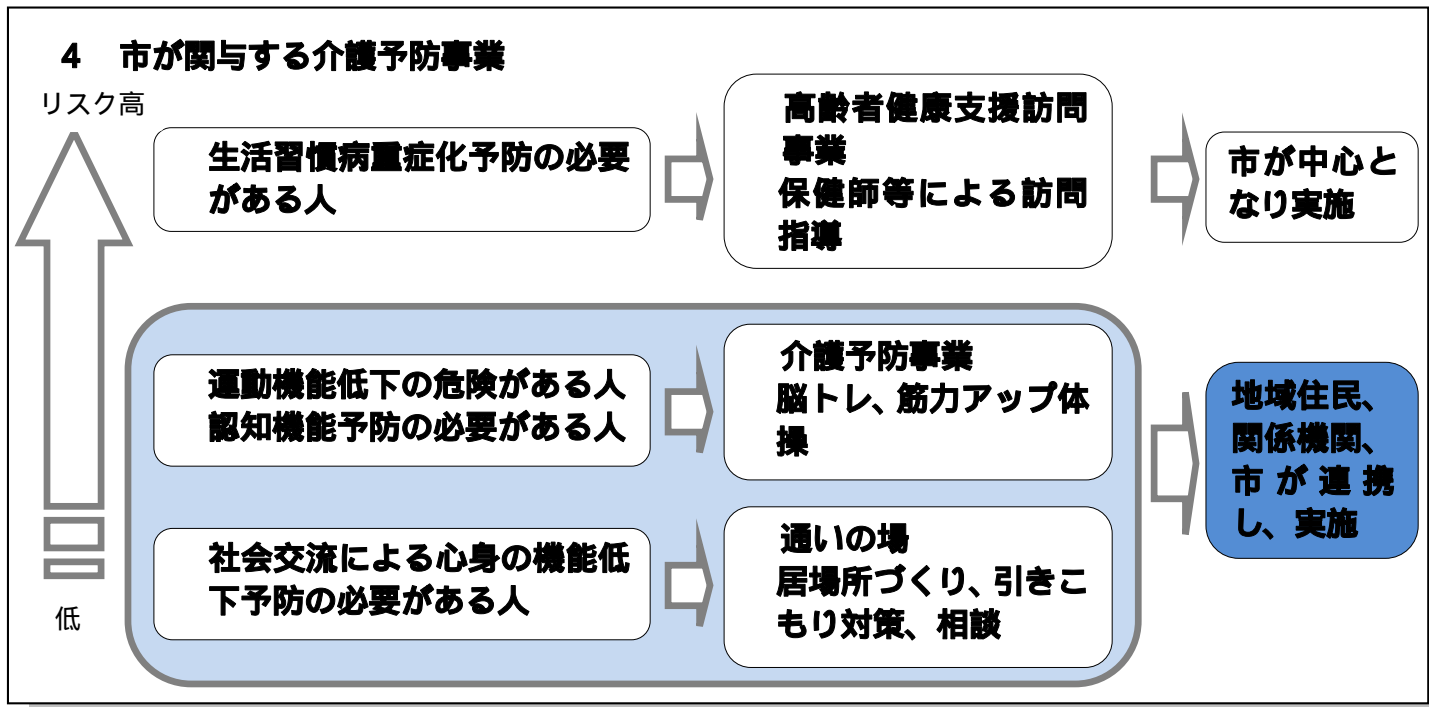 4 市が関与する介護予防事業
リスク高
生活習慣病重症化予防の必要
がある人
高齢者健康支援訪問
事業
保健師等による訪問
指導
市が中心と
なり実施
運動機能低下の危険がある人
認知機能予防の必要がある人
介護予防事業
脳トレ、筋力アップ体
操
地域住民、
関係機関、
市が連携
し、実施
社会交流による心身の機能低
下予防の必要がある人
通いの場
居場所づくり、引きこ
もり対策、相談
低